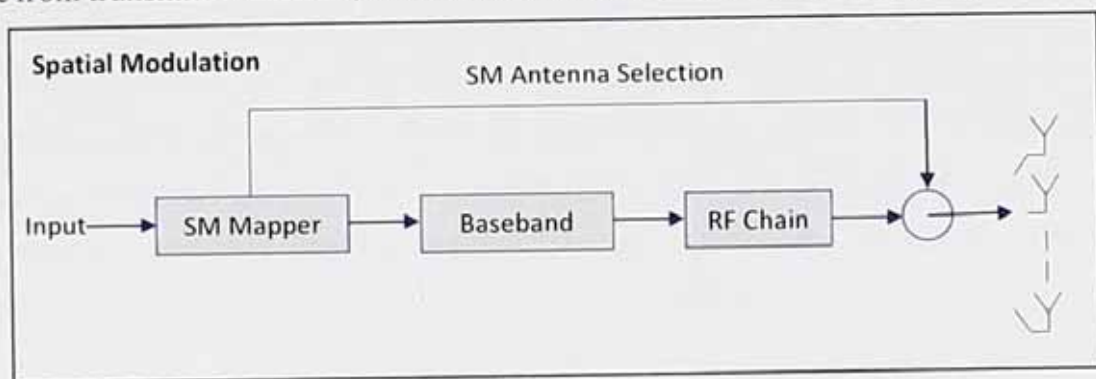 Spatial Modulation
SM Antenna Selection
Input
SM Mapper
Baseband
RF Chain